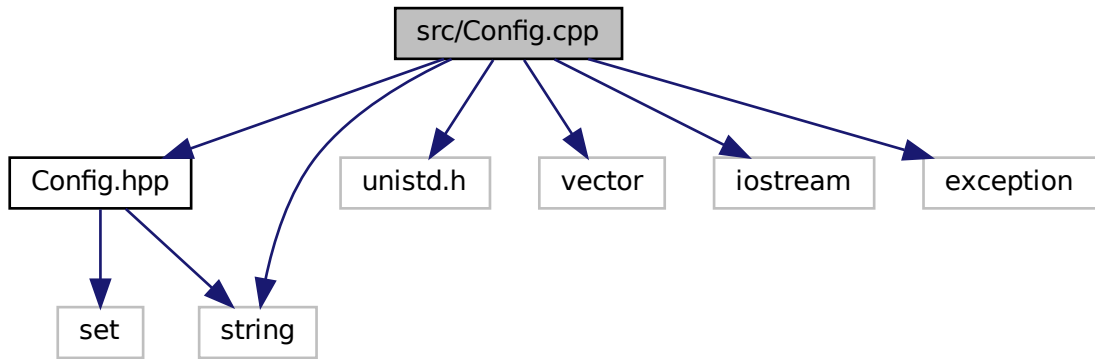 src/Config.cpp
Config.hpp
unistd.h
vector
iostream
exception
set
string